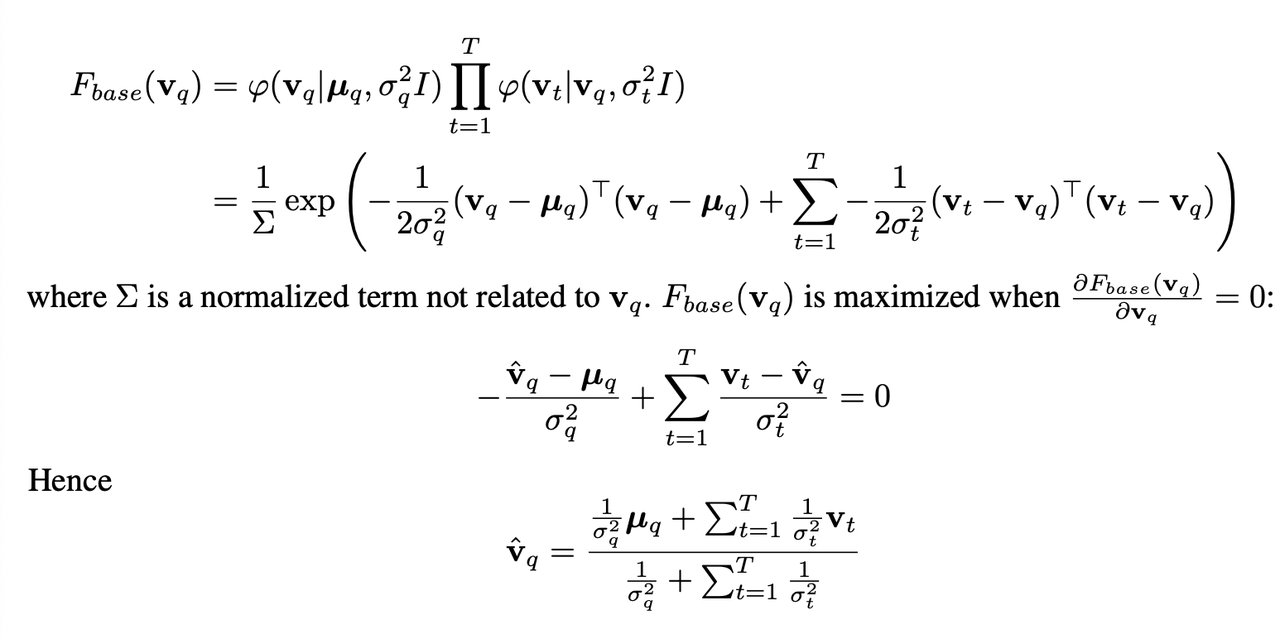 $F_{base}(\mathbf{v}_q) = \varphi(\mathbf{v}_q|\boldsymbol{\mu}_q, \sigma_q^2 I) \prod_{t=1}^{T} \varphi(\mathbf{v}_t|\mathbf{v}_q, \sigma_t^2 I)$
$= \frac{1}{\Sigma} \exp \left( -\frac{1}{2\sigma_q^2} (\mathbf{v}_q - \boldsymbol{\mu}_q)^\top (\mathbf{v}_q - \boldsymbol{\mu}_q) + \sum_{t=1}^{T} -\frac{1}{2\sigma_t^2} (\mathbf{v}_t - \mathbf{v}_q)^\top (\mathbf{v}_t - \mathbf{v}_q) \right)$
where $\Sigma$ is a normalized term not related to $\mathbf{v}_q$. $F_{base}(\mathbf{v}_q)$ is maximized when $\frac{\partial F_{base}(\mathbf{v}_q)}{\partial \mathbf{v}_q} = 0$:
$-\frac{\hat{\mathbf{v}}_q - \boldsymbol{\mu}_q}{\sigma_q^2} + \sum_{t=1}^{T} \frac{\mathbf{v}_t - \hat{\mathbf{v}}_q}{\sigma_t^2} = 0$
Hence
$\hat{\mathbf{v}}_q = \frac{\frac{1}{\sigma_q^2} \boldsymbol{\mu}_q + \sum_{t=1}^{T} \frac{1}{\sigma_t^2} \mathbf{v}_t}{\frac{1}{\sigma_q^2} + \sum_{t=1}^{T} \frac{1}{\sigma_t^2}}$